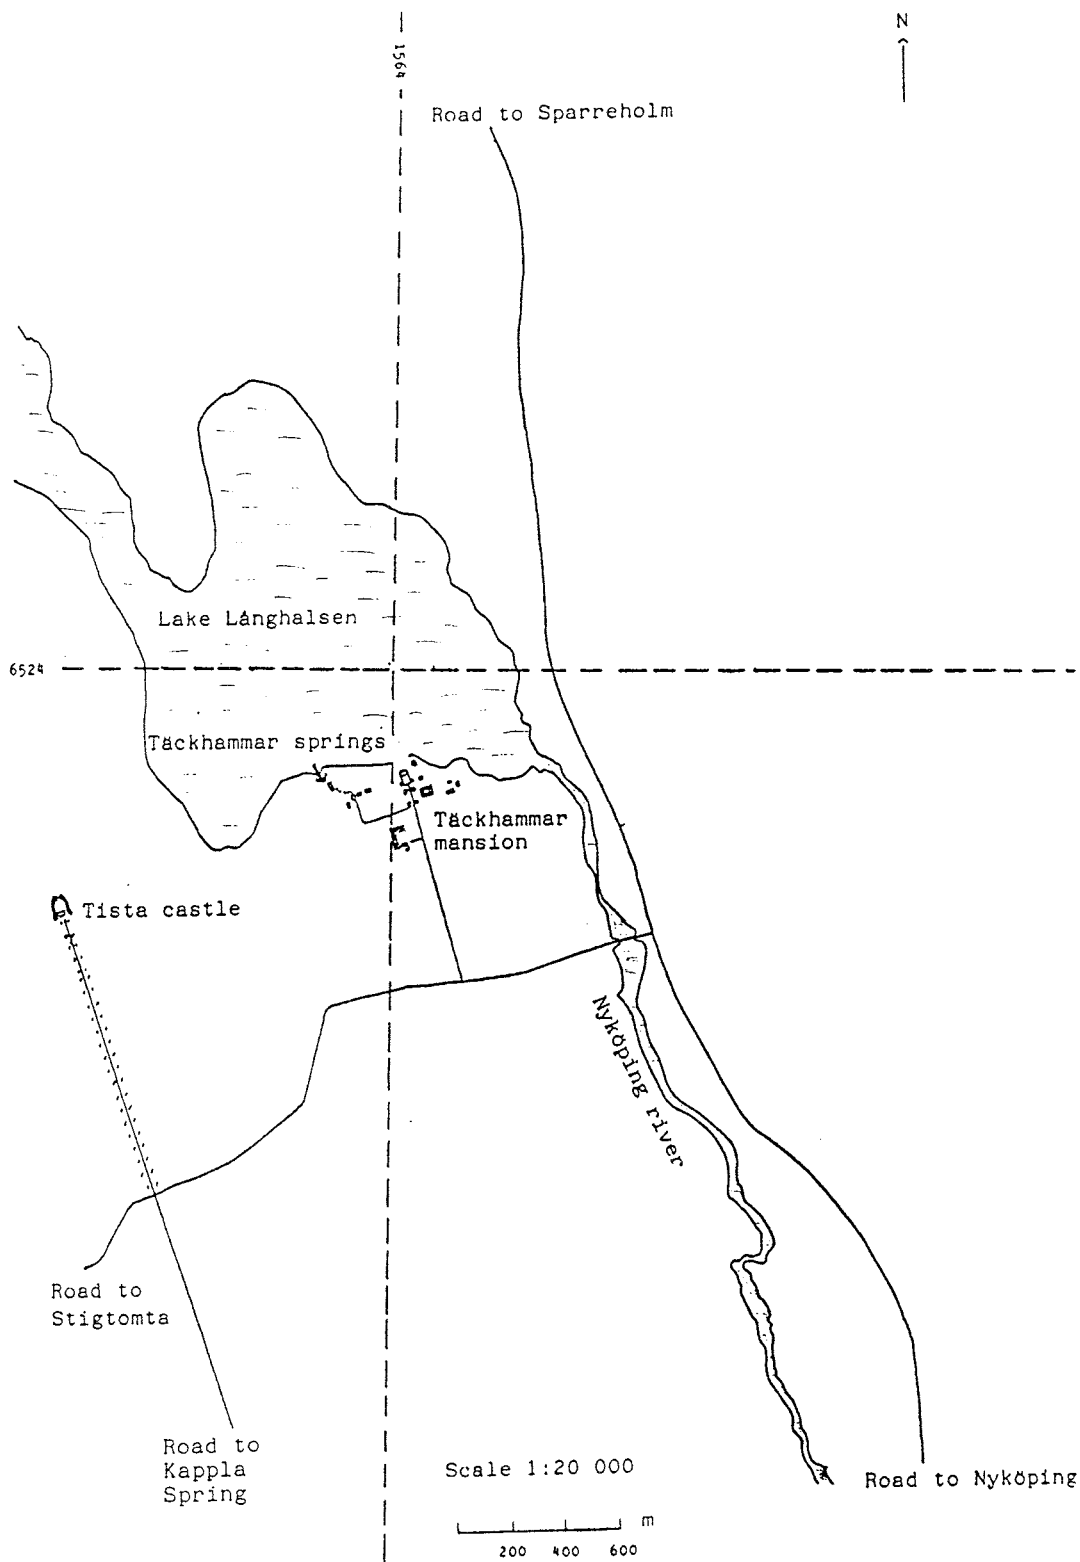 N
1564
Road to Sparreholm
Lake Långhalsen
6524
Täckhammar springs
Täckhammar
mansion
Tista castle
Nyköping river
Road to
Stigtomta
Road to
Kappla
Spring
Scale 1:20 000
Road to Nyköping
m
200 400 600